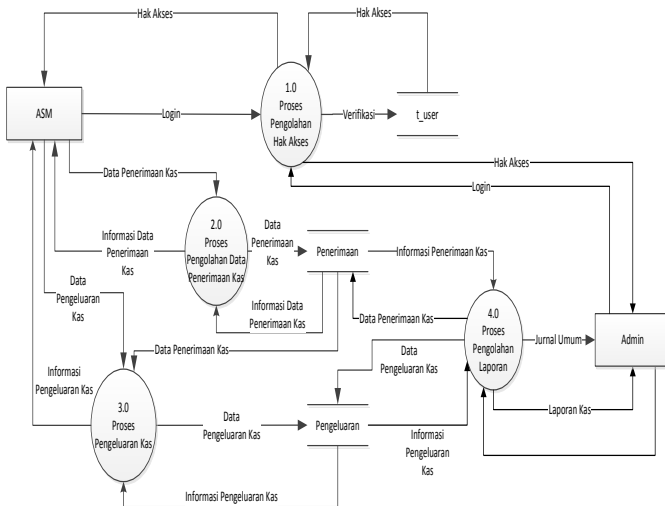 Hak Akses
Hak Akses
1.0
Proses
Pengolahan
Hak Akses
ASM
Login
Verifikasi
t_user
Hak Akses
Login
Data Penerimaan Kas
2.0
Proses
Pengolahan Data
Penerimaan Kas
Informasi Data
Penerimaan
Kas
Data
Penerimaan
Kas
Penerimaan
Informasi Penerimaan Kas
Data
Pengeluaran
Kas
Informasi Data
Penerimaan Kas
Data Penerimaan Kas
4.0
Proses
Pengolahan
Laporan
Jurnal Umum
Admin
Data Penerimaan Kas
Data
Pengeluaran Kas
Informasi
Pengeluaran Kas
3.0
Proses
Pengeluaran Kas
Data
Pengeluaran Kas
Pengeluaran
Informasi
Pengeluaran
Kas
Laporan Kas
Informasi Pengeluaran Kas